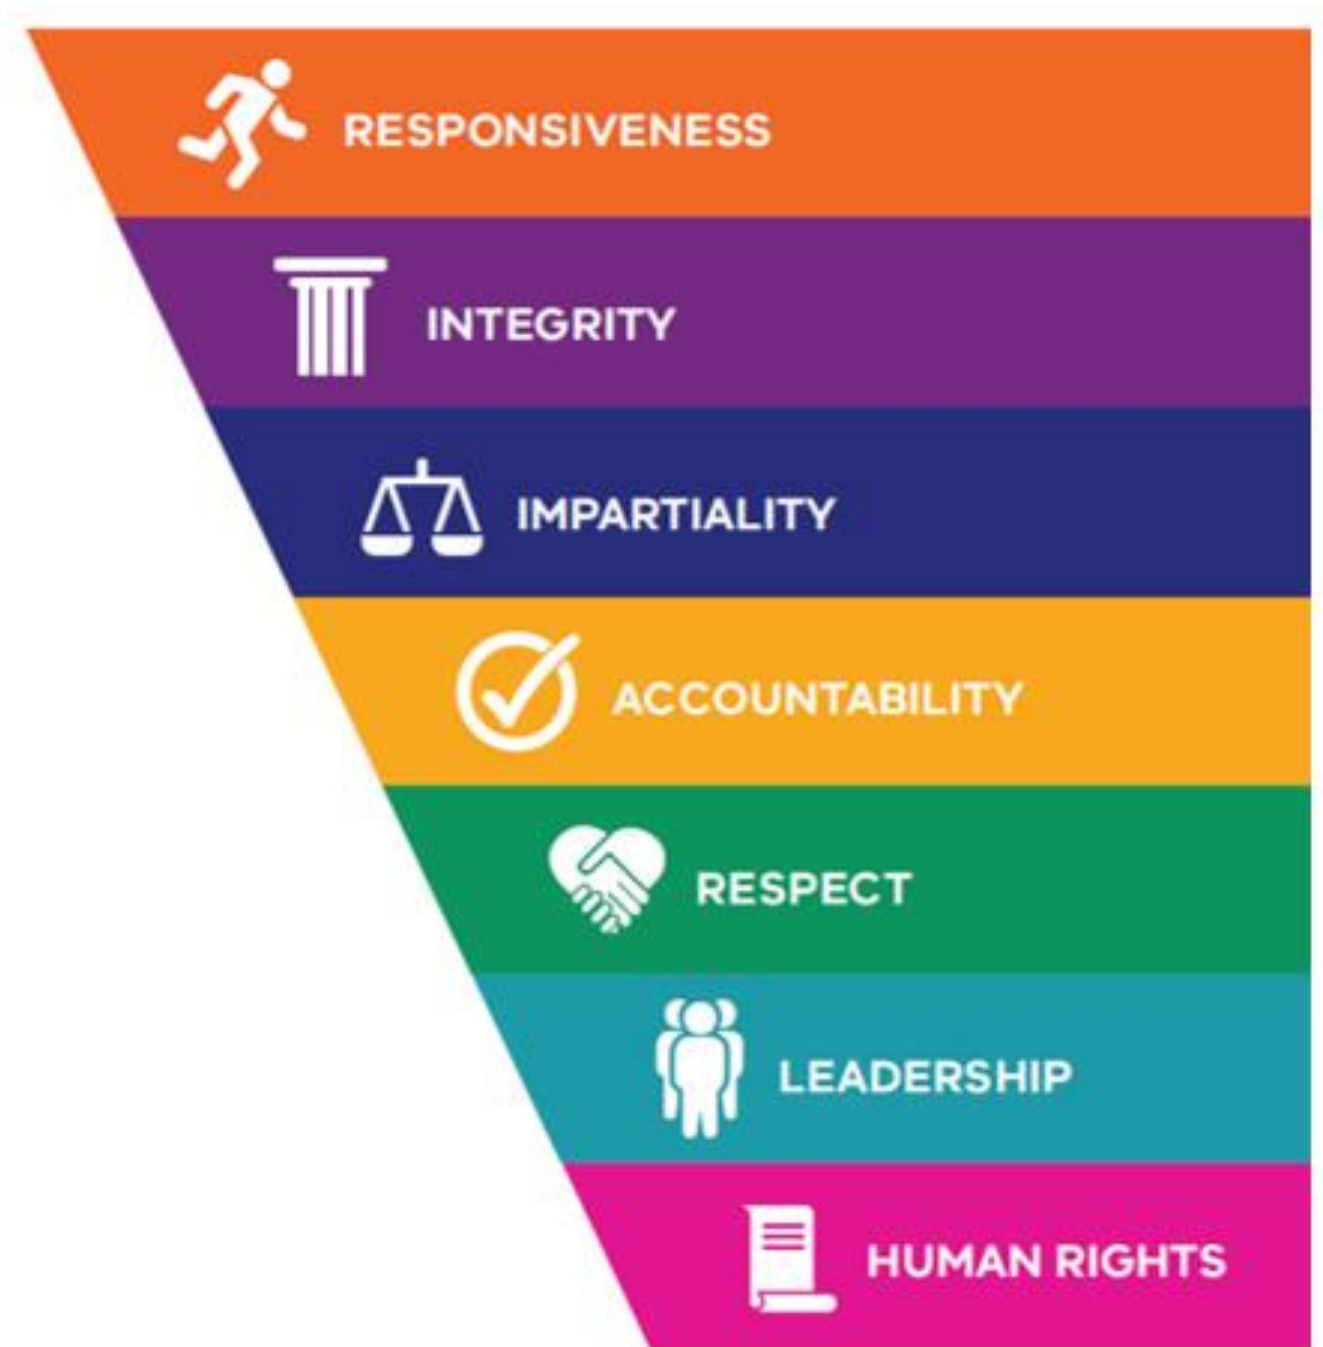 RESPONSIVENESS
INTEGRITY
IMPARTIALITY
ACCOUNTABILITY
RESPECT
LEADERSHIP
HUMAN RIGHTS